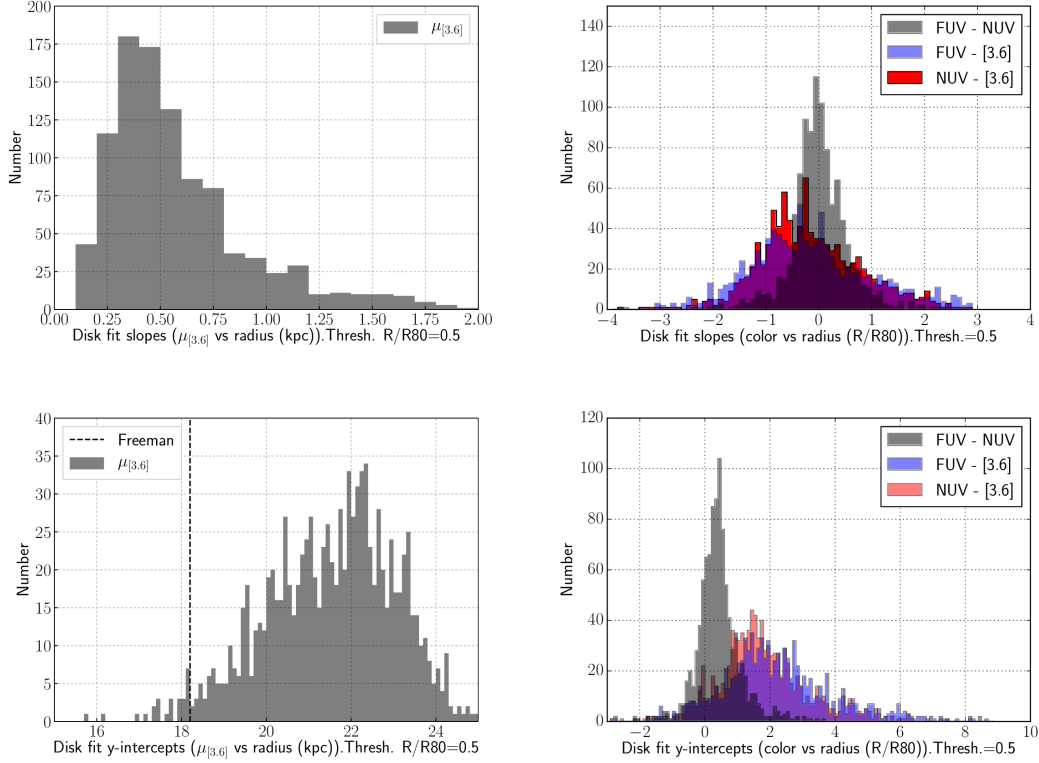 200
175
150
125
100
75
50
25
0
Number
μ[3.6]
0.00 0.25 0.50 0.75 1.00 1.25 1.50 1.75 2.00
Disk fit slopes (μ[3.6] vs radius (kpc)).Thresh. R/R80=0.5
140
120
100
80
60
40
20
0
Number
FUV - NUV
FUV - [3.6]
NUV - [3.6]
−4 −3 −2 −1 0 1 2 3 4
Disk fit slopes (color vs radius (R/R80)).Thresh.=0.5
40
35
30
25
20
15
10
5
0
Number
Freeman
μ[3.6]
16 18 20 22 24
Disk fit y-intercepts (μ[3.6] vs radius (kpc)).Thresh. R/R80=0.5
120
100
80
60
40
20
0
Number
FUV - NUV
FUV - [3.6]
NUV - [3.6]
−2 0 2 4 6 8 10
Disk fit y-intercepts (color vs radius (R/R80)).Thresh.=0.5